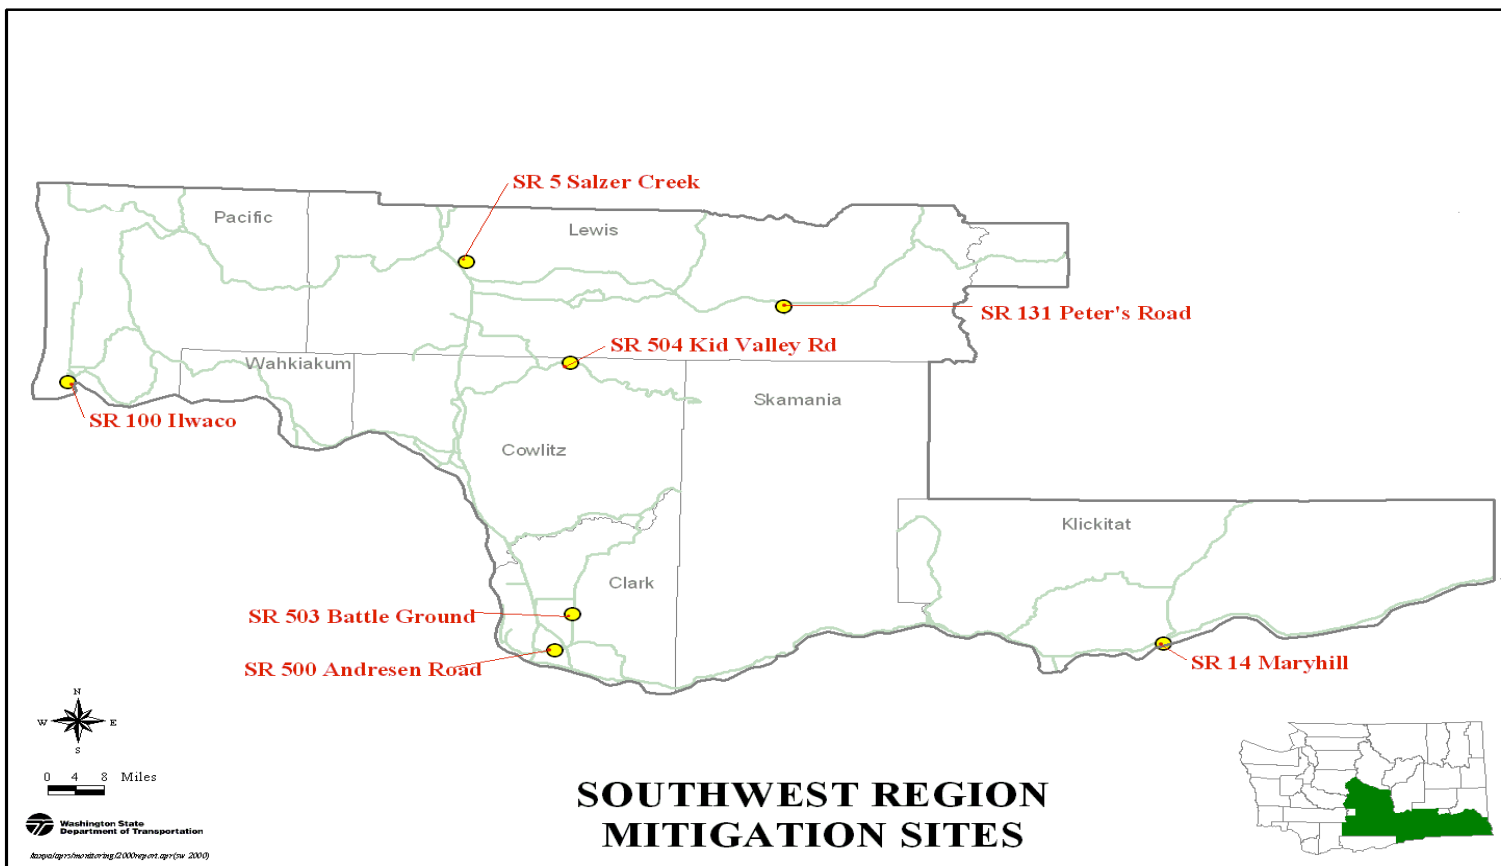 SR 5 Salzer Creek
Pacific
Lewis
SR 131 Peter's Road
SR 504 Kid Valley Rd
Wahkiakum
Skamania
SR 100 Ilwaco
Cowlitz
Klickitat
Clark
SR 503 Battle Ground
SR 500 Andresen Road
SR 14 Maryhill
N
W E
S
0 4 8 Miles
SOUTHWEST REGION
MITIGATION SITES
Washington State
Department of Transportation